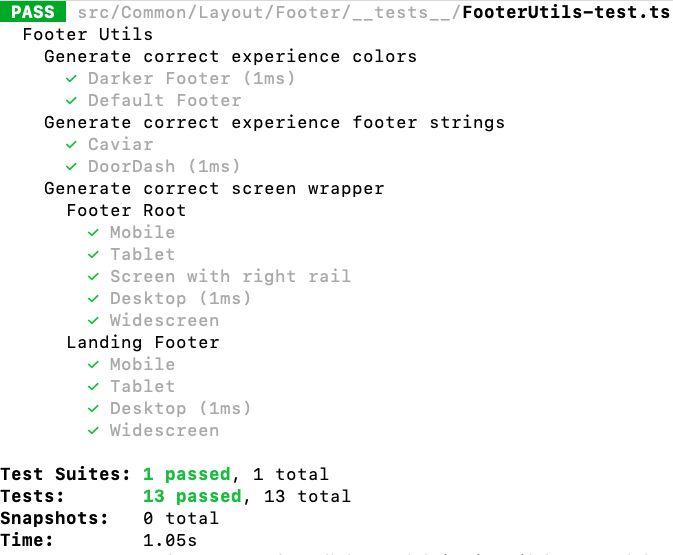 PASS src/Common/Layout/Footer/__tests__/FooterUtils-test.ts
Footer Utils
Generate correct experience colors
✓ Darker Footer (1ms)
✓ Default Footer
Generate correct experience footer strings
✓ Caviar
✓ DoorDash (1ms)
Generate correct screen wrapper
Footer Root
✓ Mobile
✓ Tablet
✓ Screen with right rail
✓ Desktop (1ms)
✓ Widescreen
Landing Footer
✓ Mobile
✓ Tablet
✓ Desktop (1ms)
✓ Widescreen
Test Suites: 1 passed, 1 total
Tests: 13 passed, 13 total
Snapshots: 0 total
Time: 1.05s